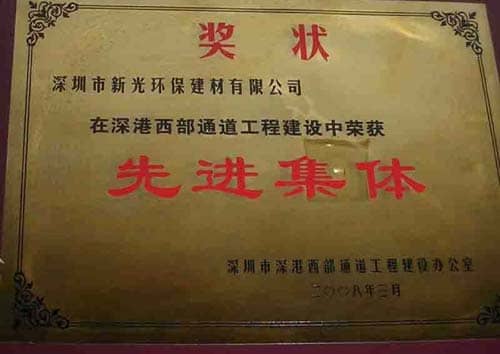 奖状
深圳市新光环保建材有限公司
在深港西部通道工程建设中荣获
先进集体
深圳市深港西部通道工程建设办公室
二〇〇八年三月